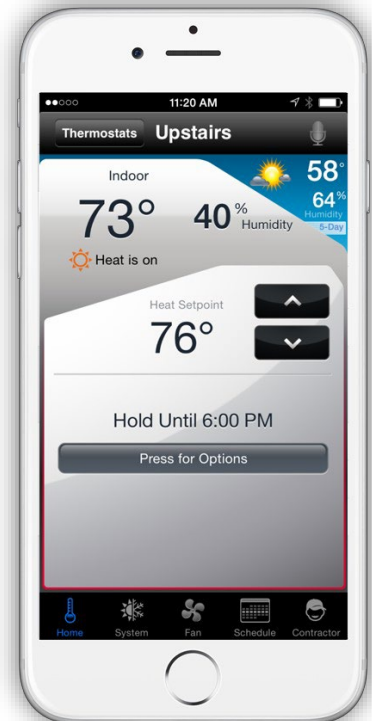 11:20 AM
Thermostats Upstairs
58°
64%
Humidity
5-Day
Indoor
73° 40% Humidity
Heat is on
Heat Setpoint
76°
Hold Until 6:00 PM
Press for Options
Home System Fan Schedule Contractor